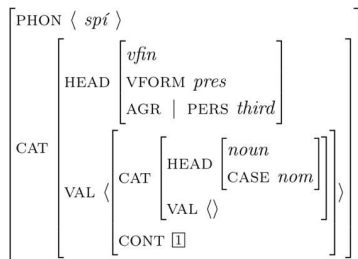 PHON ⟨ spí ⟩
CAT
HEAD
vfin
VFORM pres
AGR | PERS third
VAL ⟨
CAT
HEAD
noun
CASE nom
VAL ⟨⟩
CONT 1
⟩